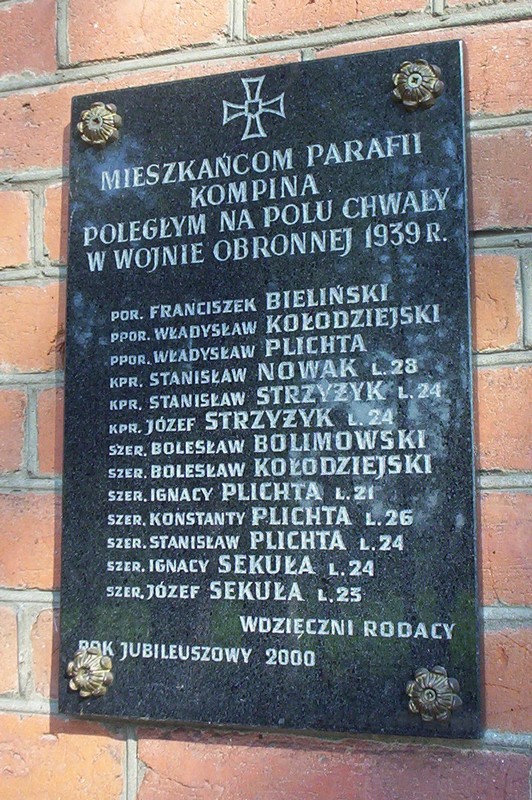 MIESZKAŃCOM PARAFII
KOMPINA
POLEGŁYM NA POLU CHWAŁY
W WOJNIE OBRONNEJ 1939 R.
POR. FRANCISZEK BIELIŃSKI
PPOR. WŁADYSŁAW KOŁODZIEJSKI
PPOR. WŁADYSŁAW PLICHTA
KPR. STANISŁAW NOWAK L.28
KPR. STANISŁAW STRZYŻYK L.24
KPR. JÓZEF STRZYŻYK L.24
SZER. BOLESŁAW BOLIMOWSKI
SZER. BOLESŁAW KOŁODZIEJSKI
SZER. IGNACY PLICHTA L.21
SZER. KONSTANTY PLICHTA L.26
SZER. STANISŁAW PLICHTA L.24
SZER. IGNACY SEKUŁA L.24
SZER. JÓZEF SEKUŁA L.25
WDZIĘCZNI RODACY
ROK JUBILEUSZOWY 2000